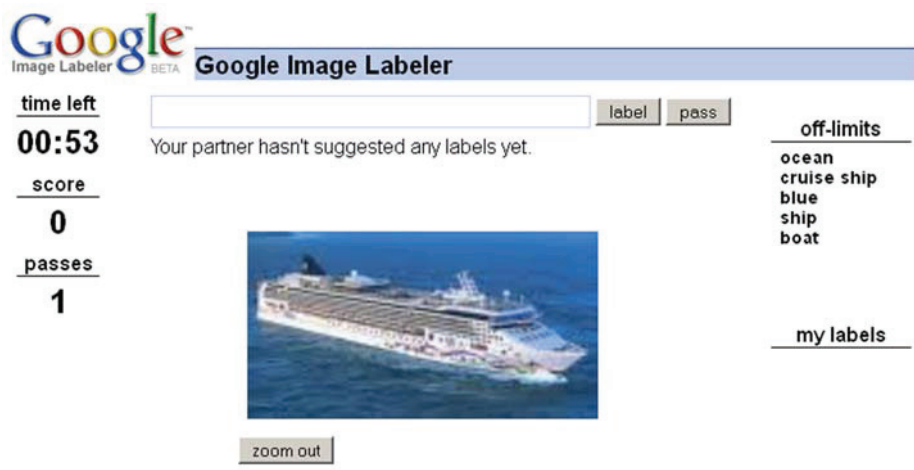 Google™
Image Labeler BETA
Google Image Labeler
time left
00:53
score
0
passes
1
label pass
Your partner hasn't suggested any labels yet.
zoom out
off-limits
ocean
cruise ship
blue
ship
boat
my labels